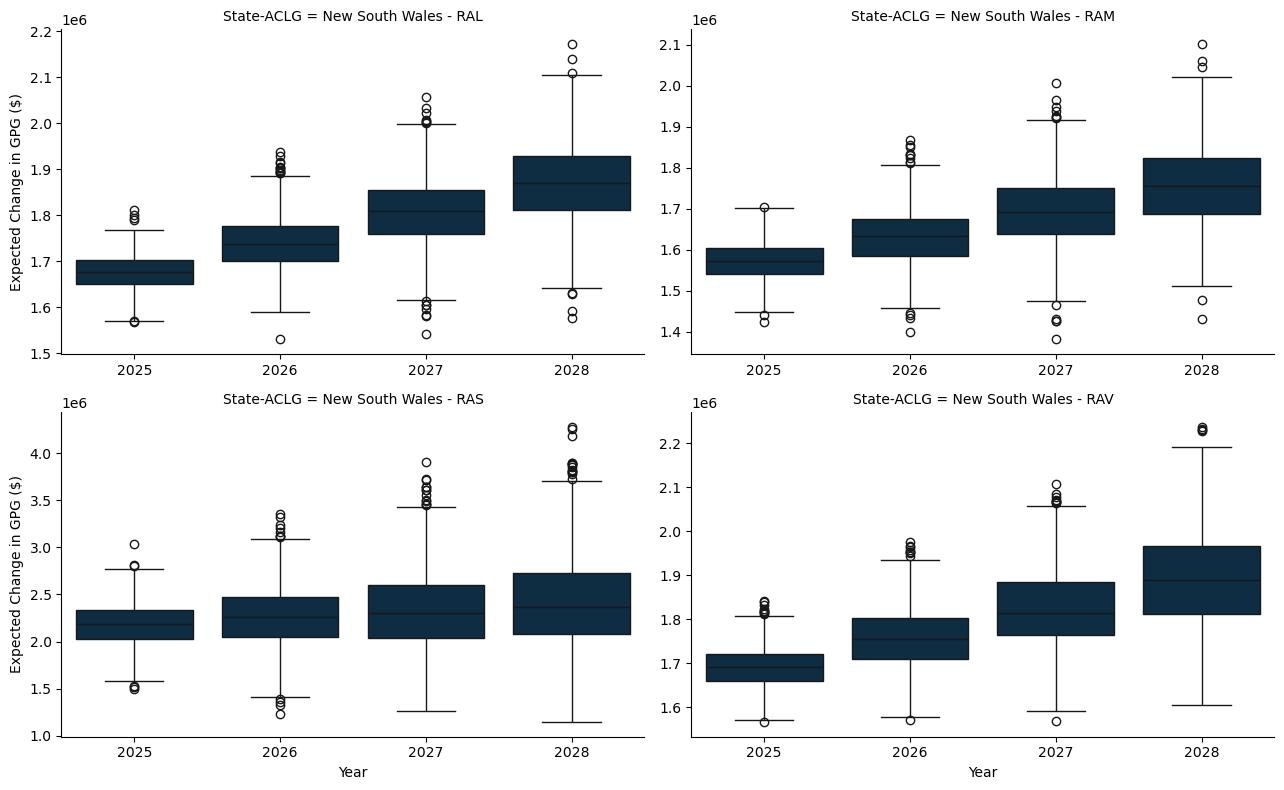 State-ACLG = New South Wales - RAL
1e6
2.2
2.1
2.0
1.9
1.8
1.7
1.6
1.5
Expected Change in GPG ($)
2025 2026 2027 2028
State-ACLG = New South Wales - RAM
1e6
2.1
2.0
1.9
1.8
1.7
1.6
1.5
1.4
2025 2026 2027 2028
State-ACLG = New South Wales - RAS
1e6
4.0
3.5
3.0
2.5
2.0
1.5
1.0
Expected Change in GPG ($)
2025 2026 2027 2028
Year
State-ACLG = New South Wales - RAV
1e6
2.2
2.1
2.0
1.9
1.8
1.7
1.6
2025 2026 2027 2028
Year